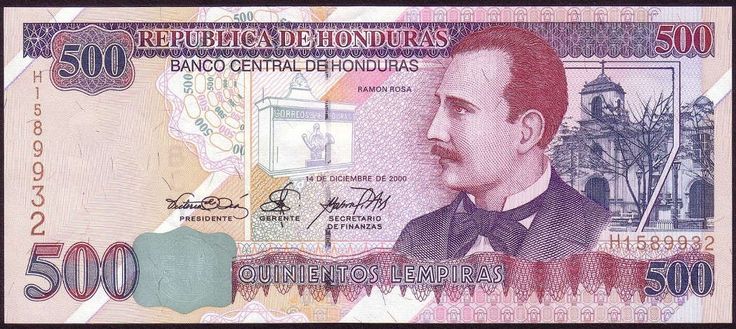 500 REPUBLICA DE HONDURAS 500
BANCO CENTRAL DE HONDURAS
RAMON ROSA
H1589932
14 DE DICIEMBRE DE 2000
PRESIDENTE
GERENTE
SECRETARIO
DE FINANZAS
H1589932
500 QUINIENTOS LEMPIRAS 500